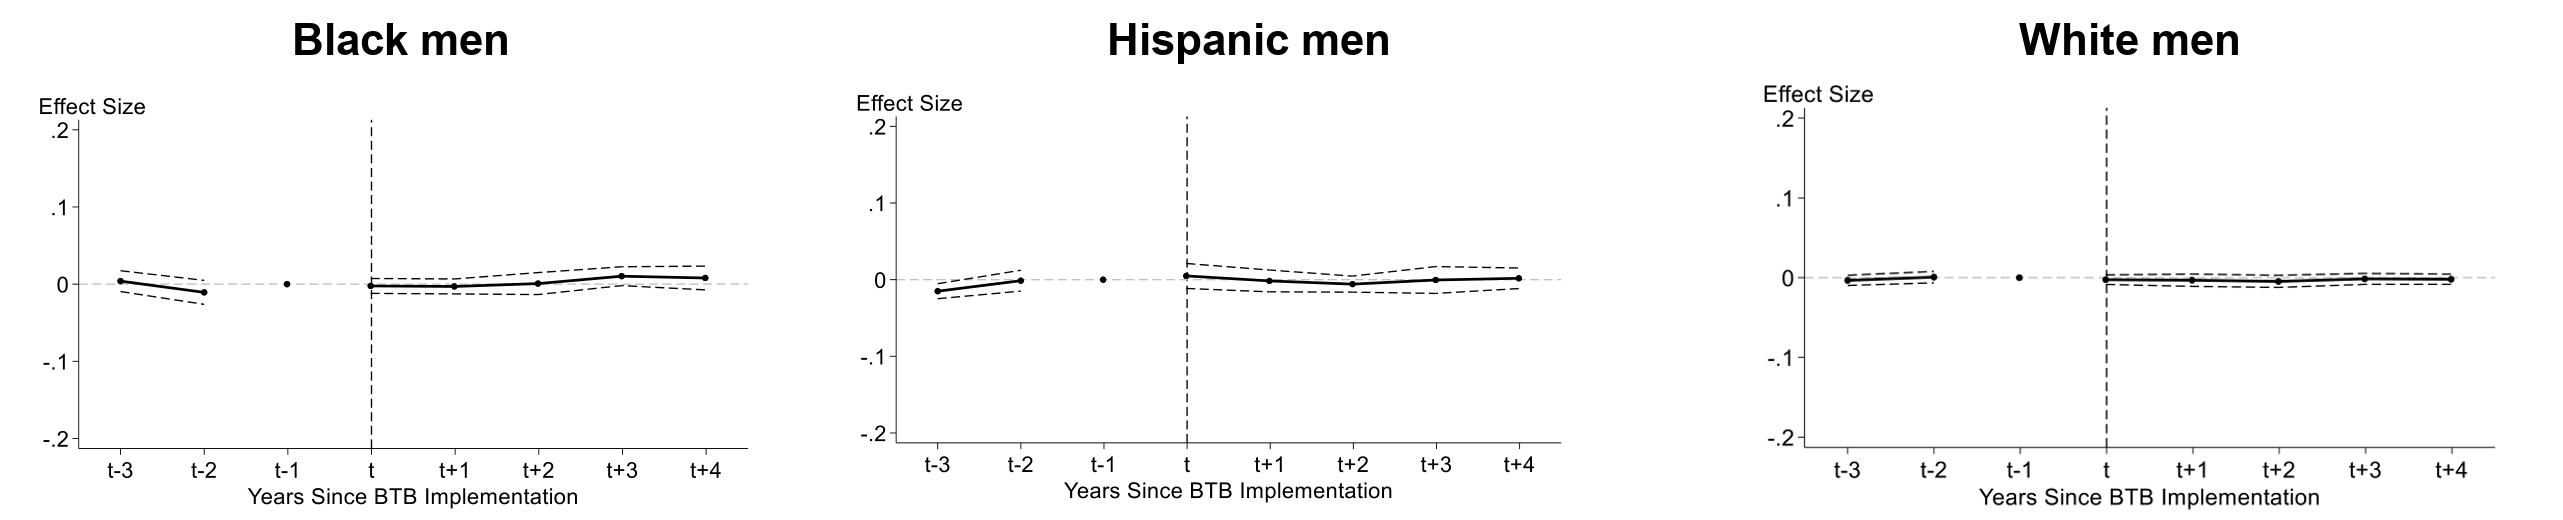 Black men
Effect Size
.2
.1
0
-.1
-.2
t-3 t-2 t-1 t t+1 t+2 t+3 t+4
Years Since BTB Implementation
Hispanic men
Effect Size
.2
.1
0
-.1
-.2
t-3 t-2 t-1 t t+1 t+2 t+3 t+4
Years Since BTB Implementation
White men
Effect Size
.2
.1
0
-.1
-.2
t-3 t-2 t-1 t t+1 t+2 t+3 t+4
Years Since BTB Implementation